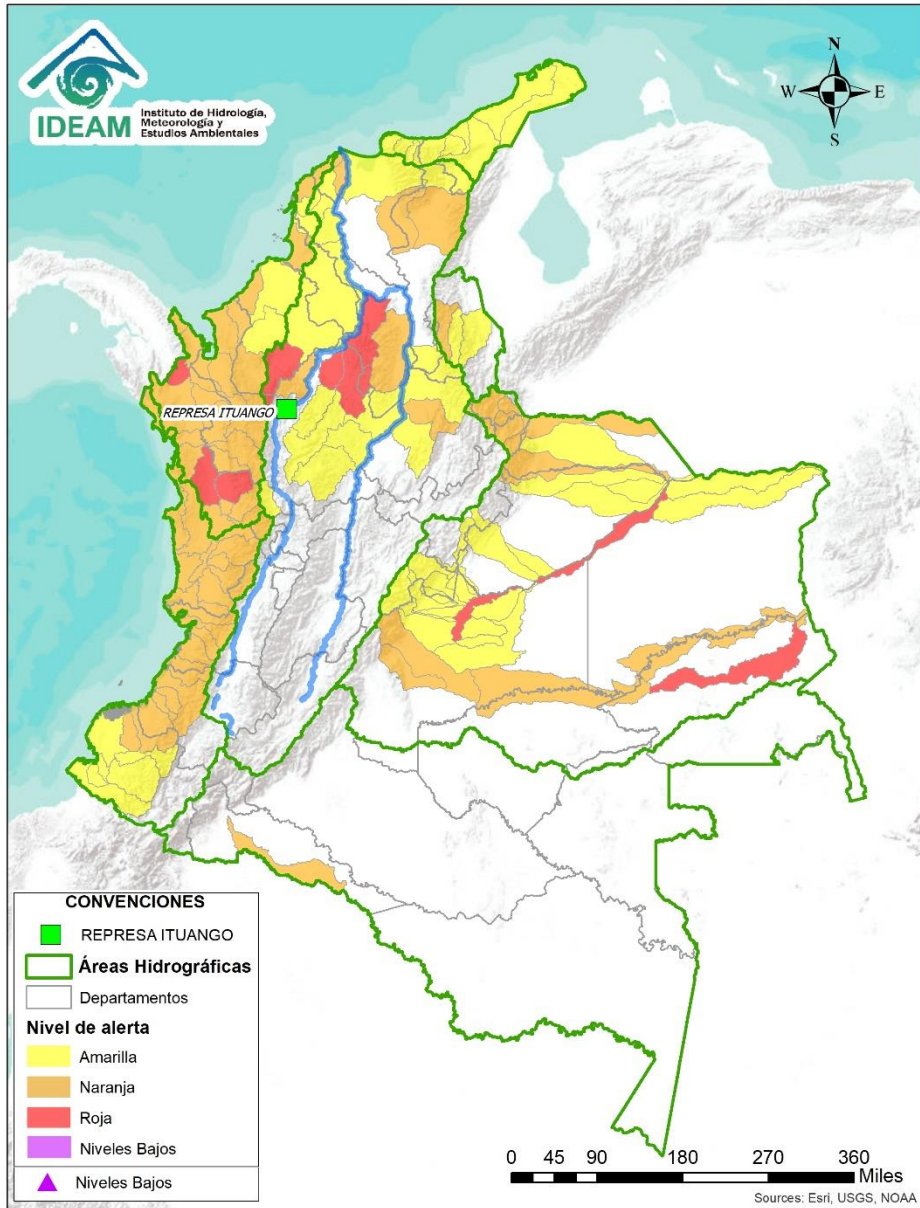 IDEAM
Instituto de Hidrología,
Meteorología y
Estudios Ambientales
N
W
E
S
REPRESA ITUANGO
CONVENCIONES
REPRESA ITUANGO
Áreas Hidrográficas
Departamentos
Nivel de alerta
Amarilla
Naranja
Roja
Niveles Bajos
Niveles Bajos
0 45 90 180 270 360
Miles
Sources: Esri, USGS, NOAA